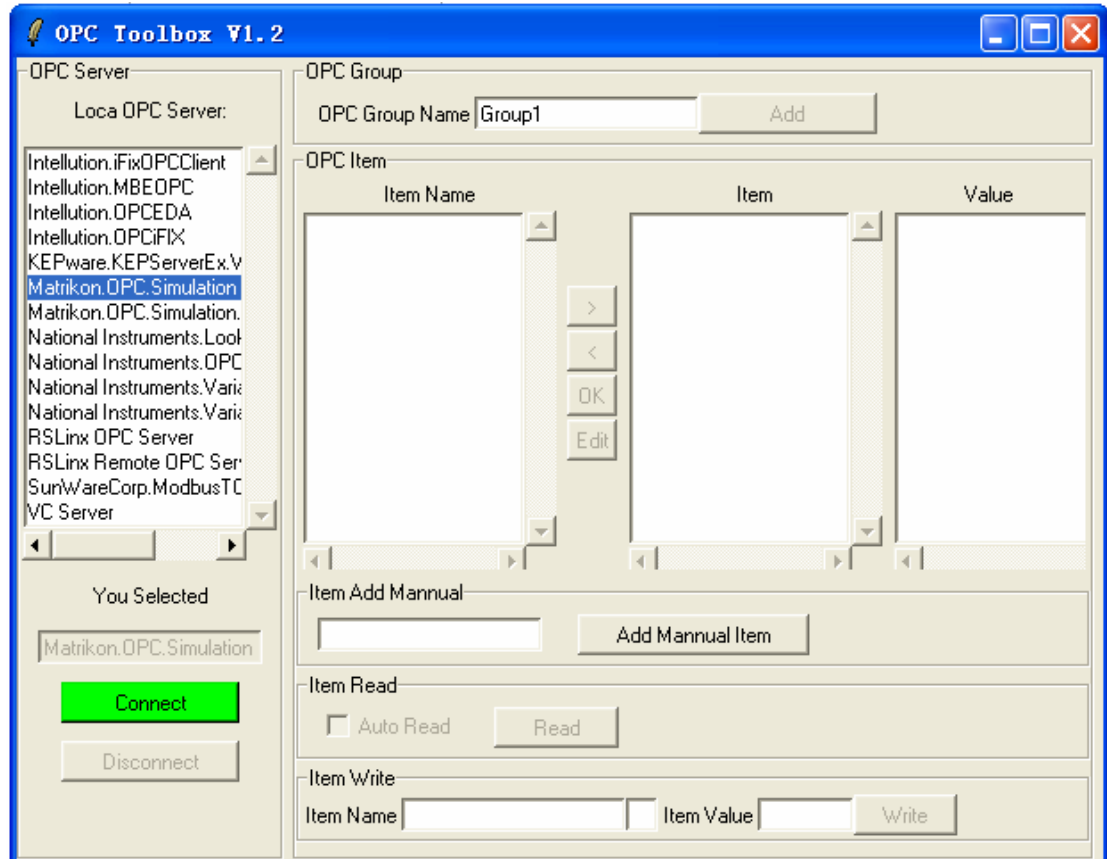 OPC Toolbox V1.2
OPC Server
Loca OPC Server:
Intellution.iFixOPCClient
Intellution.MBEOPC
Intellution.OPCEDA
Intellution.OPCiFIX
KEPware.KEPServerEx.V
Matrikon.OPC.Simulation
Matrikon.OPC.Simulation.
National Instruments.Look
National Instruments.OPC
National Instruments.Varia
National Instruments.Varia
RSLinx OPC Server
RSLinx Remote OPC Ser
SunWareCorp.ModbusTC
VC Server
You Selected
Matrikon.OPC.Simulation
Connect
Disconnect
OPC Group
OPC Group Name Group1 Add
OPC Item
Item Name Item Value
>
<
OK
Edit
Item Add Mannual
Add Mannual Item
Item Read
Auto Read Read
Item Write
Item Name Item Value Write